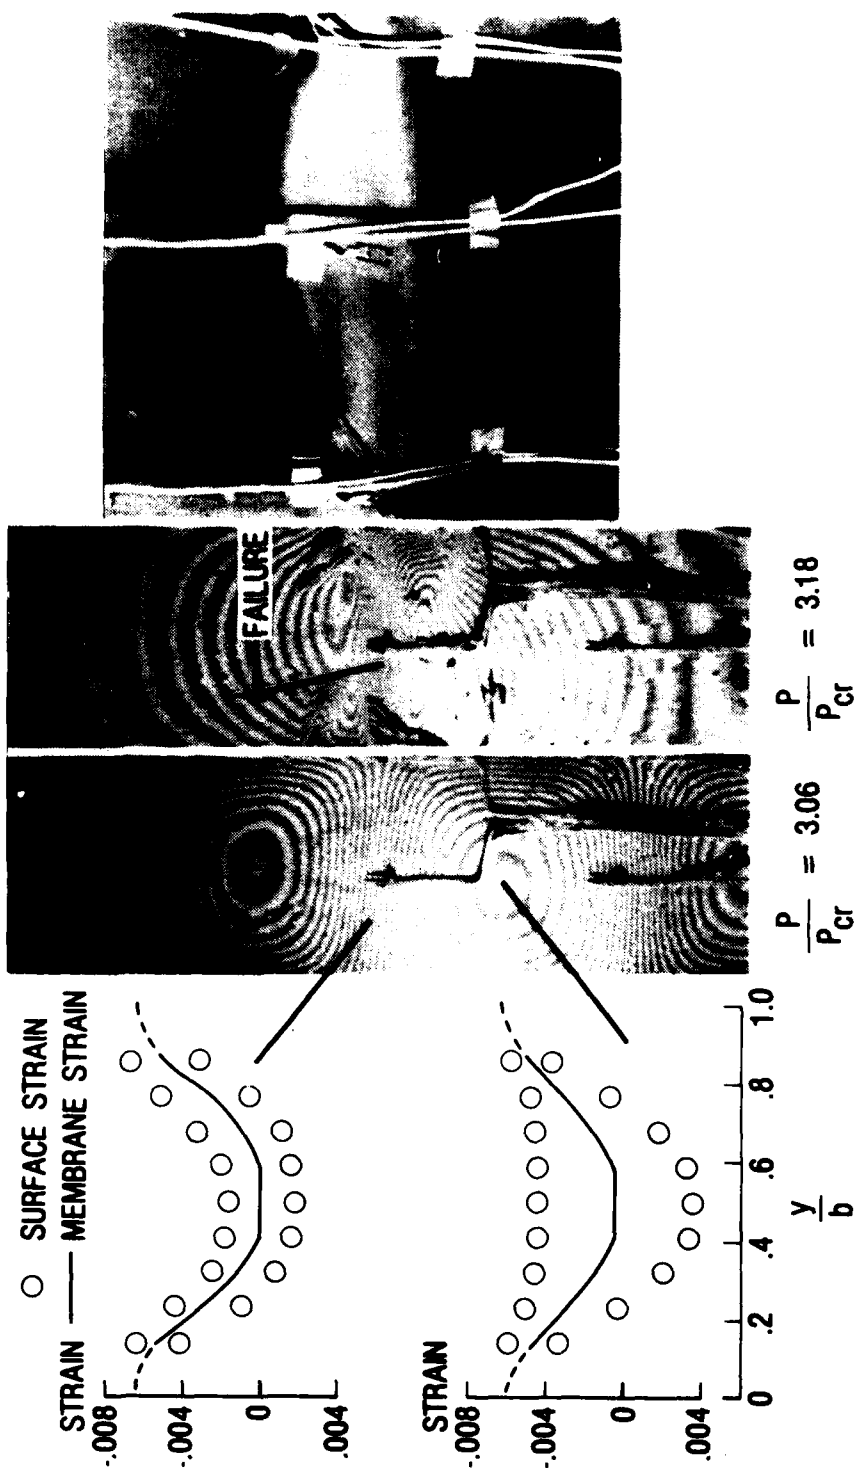 ○ SURFACE STRAIN
STRAIN — MEMBRANE STRAIN
-.008
-.004
0
.004
STRAIN
-.008
-.004
0
.004
0 .2 .4 .6 .8 1.0
y
b
P
Pcr
= 3.06
FAILURE
P
Pcr
= 3.18